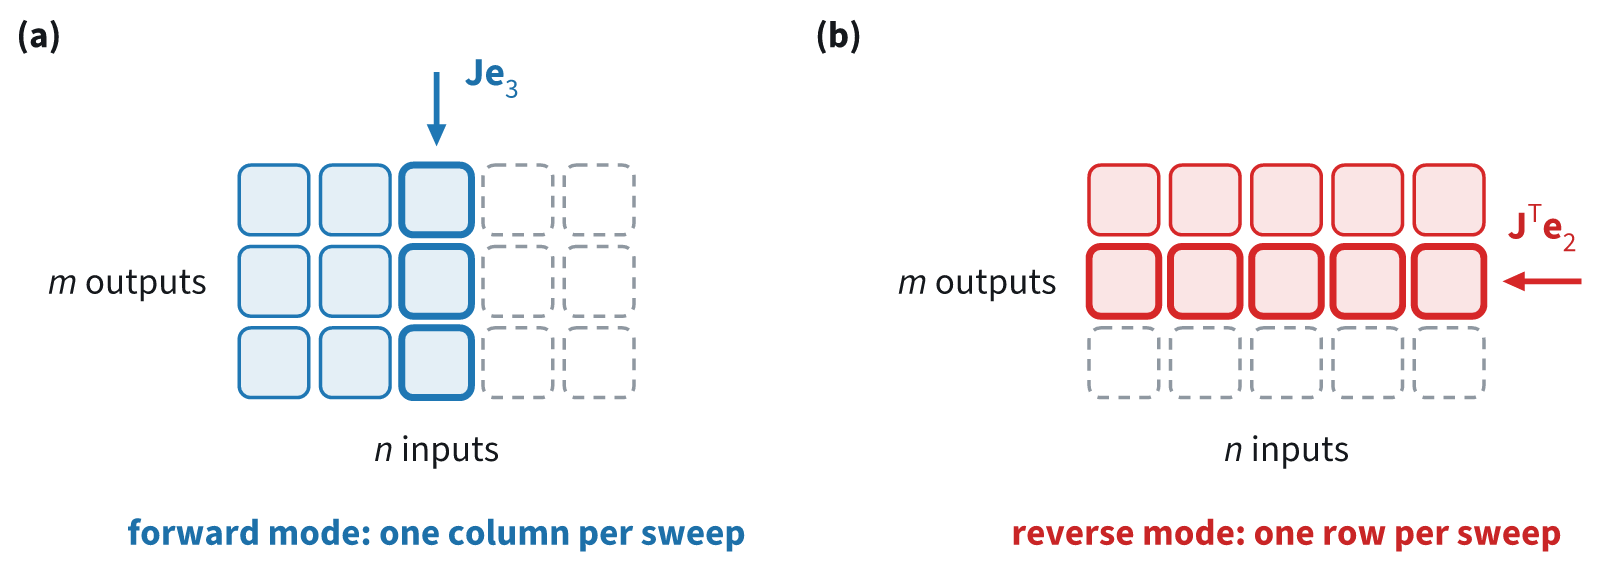 (a)
Je₃
m outputs
n inputs
forward mode: one column per sweep
(b)
Jᵀe₂
m outputs
n inputs
reverse mode: one row per sweep